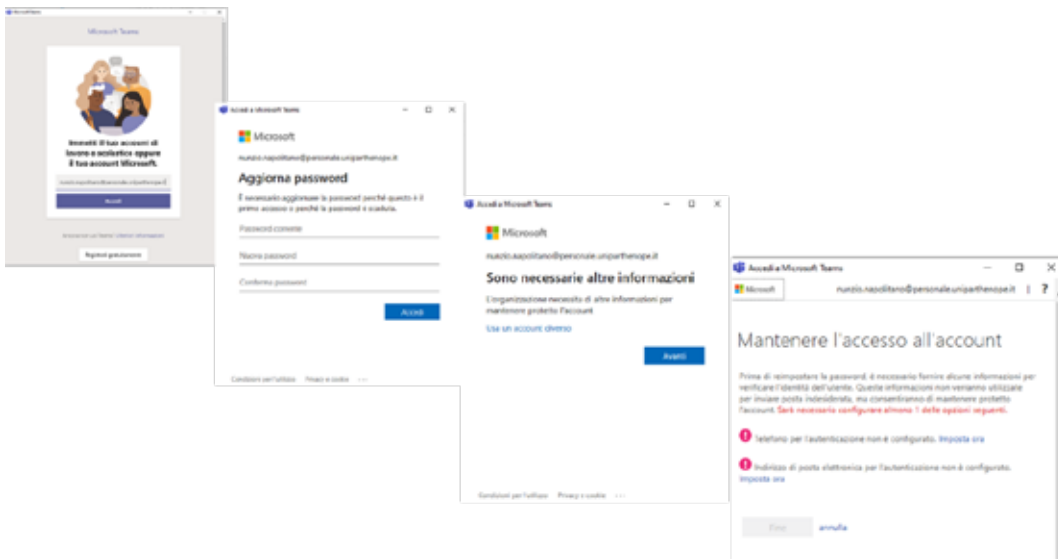 Microsoft Teams
Immetti il tuo account di
lavoro o scolastico oppure
il tuo account Microsoft.
nunzio.napolitano@personale.uniparthenope.it
Accedi
Registrati gratuitamente
Accedi a Microsoft Teams
Microsoft
nunzio.napolitano@personale.uniparthenope.it
Aggiorna password
È necessario aggiornare la password perché questo è il
primo accesso o perché la password è scaduta.
Password corrente
Nuova password
Conferma password
Accedi
Condizioni per l'utilizzo Privacy e cookie ...
Accedi a Microsoft Teams
Microsoft
nunzio.napolitano@personale.uniparthenope.it
Sono necessarie altre informazioni
L'organizzazione necessita di altre informazioni per
mantenere protetto l'account
Usa un account diverso
Avanti
Condizioni per l'utilizzo Privacy e cookie ...
Accedi a Microsoft Teams
Microsoft nunzio.napolitano@personale.uniparthenope.it | ?
Mantenere l'accesso all'account
Prima di reimpostare la password, è necessario fornire alcune informazioni per
verificare l'identità dell'utente. Queste informazioni non verranno utilizzate
per inviare posta indesiderata, ma consentiranno di mantenere protetto
l'account. Sarà necessario configurare almeno 1 delle opzioni seguenti.
! Telefono per l'autenticazione non è configurato. Imposta ora
! Indirizzo di posta elettronica per l'autenticazione non è configurato.
Imposta ora
Fine annulla